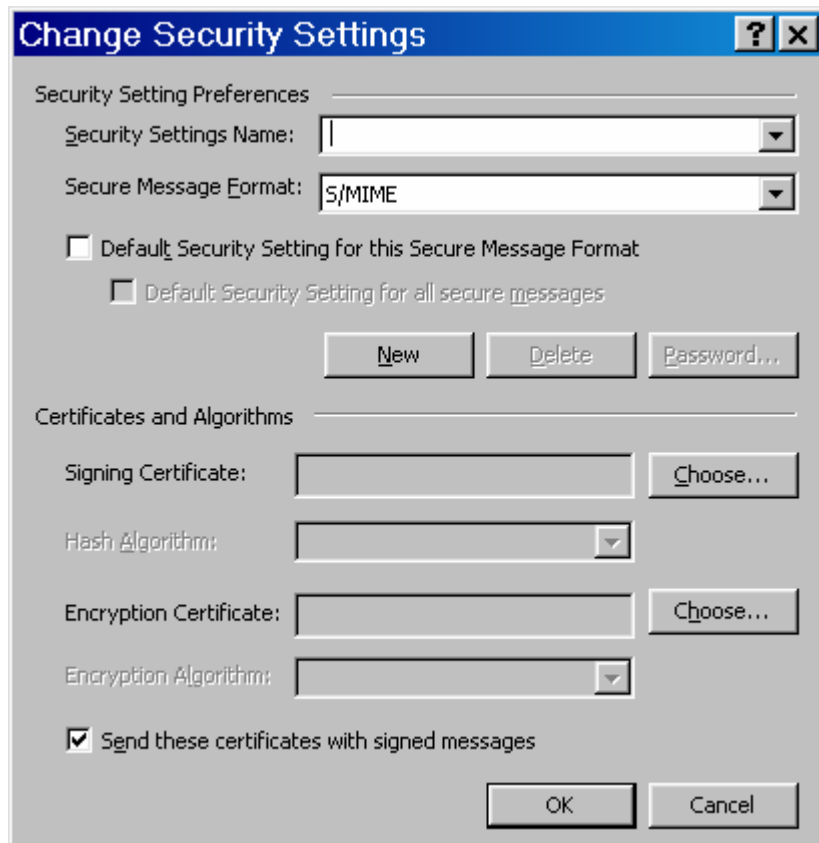 Change Security Settings
Security Setting Preferences
Security Settings Name:
Secure Message Format: S/MIME
Default Security Setting for this Secure Message Format
Default Security Setting for all secure messages
New Delete Password...
Certificates and Algorithms
Signing Certificate: Choose...
Hash Algorithm:
Encryption Certificate: Choose...
Encryption Algorithm:
Send these certificates with signed messages
OK Cancel